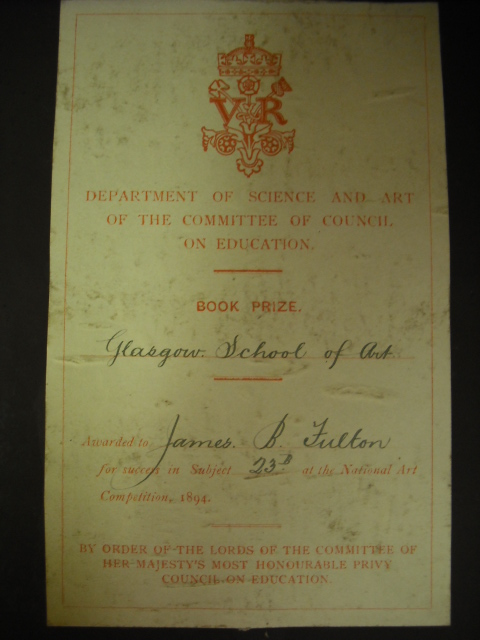 V R
DEPARTMENT OF SCIENCE AND ART
OF THE COMMITTEE OF COUNCIL
ON EDUCATION.
BOOK PRIZE.
Glasgow. School of Art.
Awarded to James. B. Fulton
for success in Subject 23 d at the National Art
Competition, 1894.
BY ORDER OF THE LORDS OF THE COMMITTEE OF
HER MAJESTY'S MOST HONOURABLE PRIVY
COUNCIL ON EDUCATION.